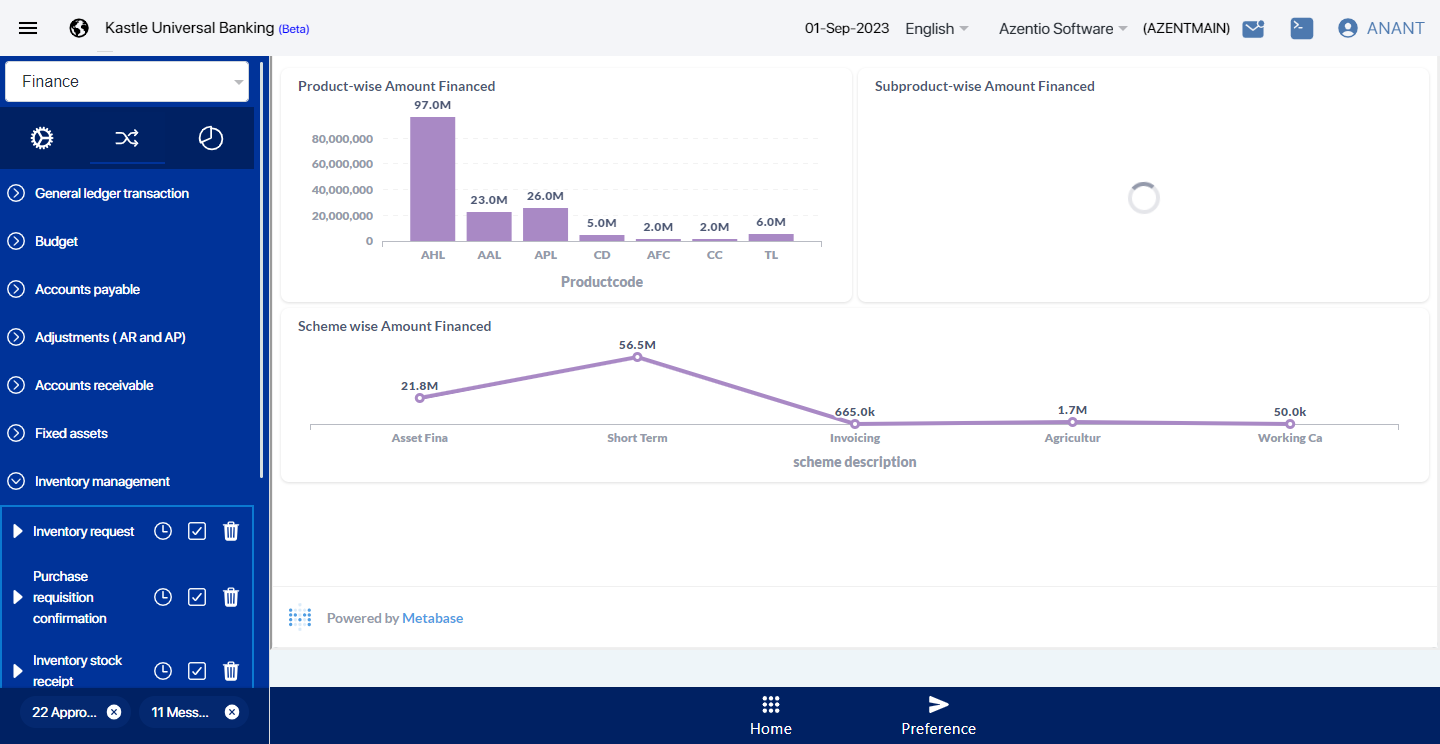 Kastle Universal Banking (Beta)
01-Sep-2023
English
Azentio Software
(AZENTMAIN)
ANANT
Finance
General ledger transaction
Budget
Accounts payable
Adjustments ( AR and AP)
Accounts receivable
Fixed assets
Inventory management
Inventory request
Purchase
requisition
confirmation
Inventory stock
receipt
22 Appro...
11 Mess...
Product-wise Amount Financed
97.0M
80,000,000
60,000,000
40,000,000
20,000,000
0
23.0M
26.0M
5.0M
2.0M
2.0M
6.0M
AHL
AAL
APL
CD
AFC
CC
TL
Productcode
Subproduct-wise Amount Financed
Scheme wise Amount Financed
21.8M
56.5M
665.0k
1.7M
50.0k
Asset Fina
Short Term
Invoicing
Agricultur
Working Ca
scheme description
Powered by Metabase
Home
Preference